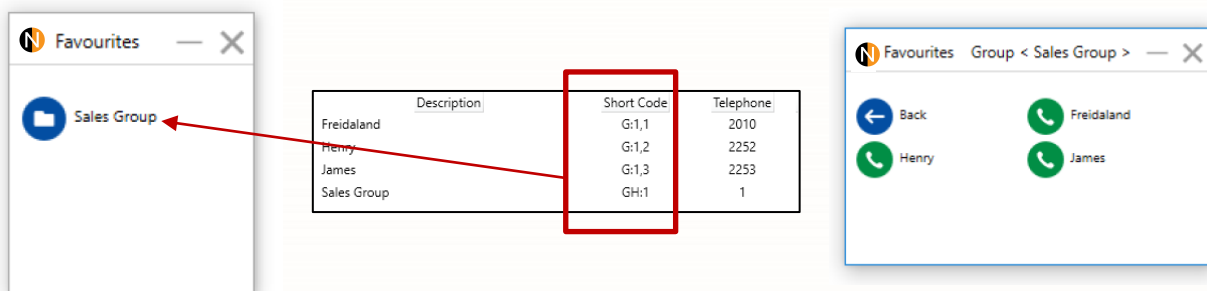 N Favourites
Sales Group
Description Short Code Telephone
Freidaland G:1,1 2010
Henry G:1,2 2252
James G:1,3 2253
Sales Group GH:1 1
N Favourites Group < Sales Group >
Back Freidaland
Henry James